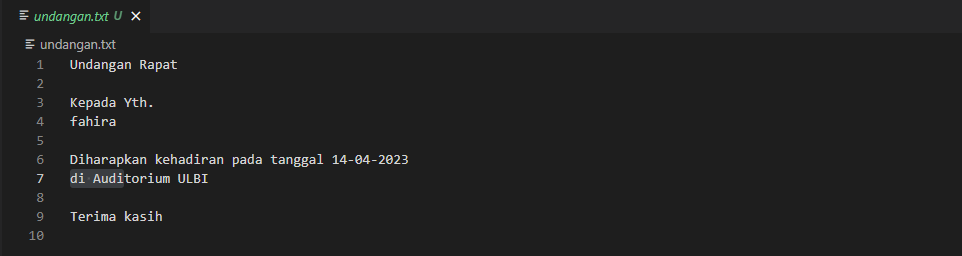 undangan.txt U
undangan.txt
1 Undangan Rapat
2
3 Kepada Yth.
4 fahira
5
6 Diharapkan kehadiran pada tanggal 14-04-2023
7 di Auditorium ULBI
8
9 Terima kasih
10